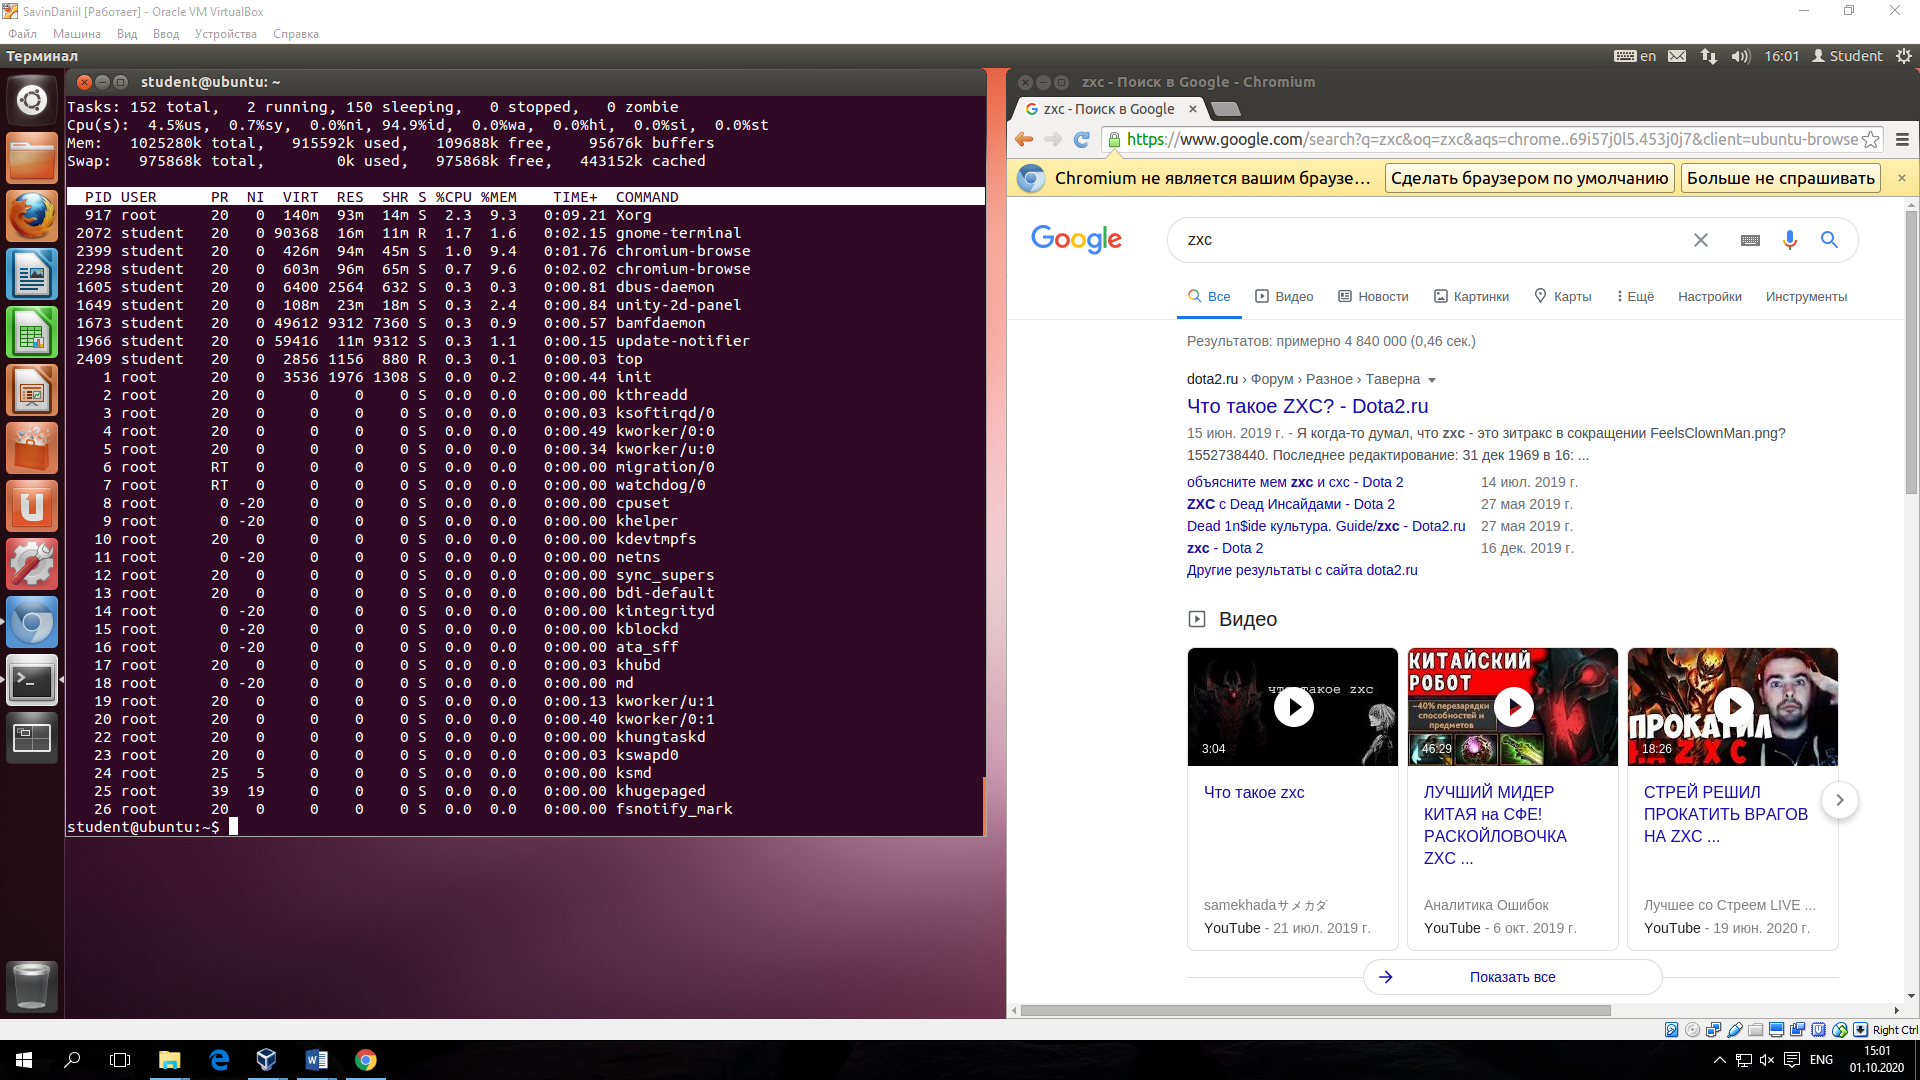 SavinDaniil [Работает] - Oracle VM VirtualBox
Файл Машина Вид Ввод Устройства Справка
Терминал en 16:01 Student
student@ubuntu: ~
Tasks: 152 total, 2 running, 150 sleeping, 0 stopped, 0 zombie
Cpu(s): 4.5%us, 0.7%sy, 0.0%ni, 94.9%id, 0.0%wa, 0.0%hi, 0.0%si, 0.0%st
Mem: 1025280k total, 915592k used, 109688k free, 95676k buffers
Swap: 975868k total, 0k used, 975868k free, 443152k cached
PID USER PR NI VIRT RES SHR S %CPU %MEM TIME+ COMMAND
917 root 20 0 140m 93m 14m S 2.3 9.3 0:09.21 Xorg
2072 student 20 0 90368 16m 11m R 1.7 1.6 0:02.15 gnome-terminal
2399 student 20 0 426m 94m 45m S 1.0 9.4 0:01.76 chromium-browse
2298 student 20 0 603m 96m 65m S 0.7 9.6 0:02.02 chromium-browse
1605 student 20 0 6400 2564 632 S 0.3 0.3 0:00.81 dbus-daemon
1649 student 20 0 108m 23m 18m S 0.3 2.4 0:00.84 unity-2d-panel
1673 student 20 0 49612 9312 7360 S 0.3 0.9 0:00.57 bamfdaemon
1966 student 20 0 59416 11m 9312 S 0.3 1.1 0:00.15 update-notifier
2409 student 20 0 2856 1156 880 R 0.3 0.1 0:00.03 top
1 root 20 0 3536 1976 1308 S 0.0 0.2 0:00.44 init
2 root 20 0 0 0 0 S 0.0 0.0 0:00.00 kthreadd
3 root 20 0 0 0 0 S 0.0 0.0 0:00.03 ksoftirqd/0
4 root 20 0 0 0 0 S 0.0 0.0 0:00.49 kworker/0:0
5 root 20 0 0 0 0 S 0.0 0.0 0:00.34 kworker/u:0
6 root RT 0 0 0 0 S 0.0 0.0 0:00.00 migration/0
7 root RT 0 0 0 0 S 0.0 0.0 0:00.00 watchdog/0
8 root 0 -20 0 0 0 S 0.0 0.0 0:00.00 cpuset
9 root 0 -20 0 0 0 S 0.0 0.0 0:00.00 khelper
10 root 20 0 0 0 0 S 0.0 0.0 0:00.00 kdevtmpfs
11 root 0 -20 0 0 0 S 0.0 0.0 0:00.00 netns
12 root 20 0 0 0 0 S 0.0 0.0 0:00.00 sync_supers
13 root 20 0 0 0 0 S 0.0 0.0 0:00.00 bdi-default
14 root 0 -20 0 0 0 S 0.0 0.0 0:00.00 kintegrityd
15 root 0 -20 0 0 0 S 0.0 0.0 0:00.00 kblockd
16 root 0 -20 0 0 0 S 0.0 0.0 0:00.00 ata_sff
17 root 20 0 0 0 0 S 0.0 0.0 0:00.03 khubd
18 root 0 -20 0 0 0 S 0.0 0.0 0:00.00 md
19 root 20 0 0 0 0 S 0.0 0.0 0:00.13 kworker/u:1
20 root 20 0 0 0 0 S 0.0 0.0 0:00.40 kworker/0:1
22 root 20 0 0 0 0 S 0.0 0.0 0:00.00 khungtaskd
23 root 20 0 0 0 0 S 0.0 0.0 0:00.03 kswapd0
24 root 25 5 0 0 0 S 0.0 0.0 0:00.00 ksmd
25 root 39 19 0 0 0 S 0.0 0.0 0:00.00 khugepaged
26 root 20 0 0 0 0 S 0.0 0.0 0:00.00 fsnotify_mark
student@ubuntu:~$
zxc - Поиск в Google - Chromium
zxc - Поиск в Google
https://www.google.com/search?q=zxc&oq=zxc&aqs=chrome..69i57j0l5.453j0j7&client=ubuntu-browse
Chromium не является вашим браузе... Сделать браузером по умолчанию Больше не спрашивать
Google zxc
Все Видео Новости Картинки Карты Ещё Настройки Инструменты
Результатов: примерно 4 840 000 (0,46 сек.)
dota2.ru › Форум › Разное › Таверна
Что такое ZXC? - Dota2.ru
15 июн. 2019 г. - Я когда-то думал, что zxc - это зитракс в сокращении FeelsClownMan.png?
1552738440. Последнее редактирование: 31 дек 1969 в 16: ...
объясните мем zxc и cxc - Dota 2 14 июл. 2019 г.
ZXC с Dead Инсайдами - Dota 2 27 мая 2019 г.
Dead 1n$ide культура. Guide/zxc - Dota2.ru 27 мая 2019 г.
zxc - Dota 2 16 дек. 2019 г.
Другие результаты с сайта dota2.ru
Видео
что такое zxc
3:04
Что такое zxc
samekhadaサメカダ
YouTube - 21 июл. 2019 г.
КИТАЙСКИЙ
РОБОТ
−40% перезарядки
способностей и
предметов
46:29
ЛУЧШИЙ МИДЕР
КИТАЯ на СФЕ!
РАСКОЙЛОВОЧКА
ZXC ...
Аналитика Ошибок
YouTube - 6 окт. 2019 г.
ПРОКАТИЛ
НА ZXC
18:26
СТРЕЙ РЕШИЛ
ПРОКАТИТЬ ВРАГОВ
НА ZXC ...
Лучшее со Стреем LIVE ...
YouTube - 19 июн. 2020 г.
Показать все
Right Ctrl
ENG 15:01
01.10.2020